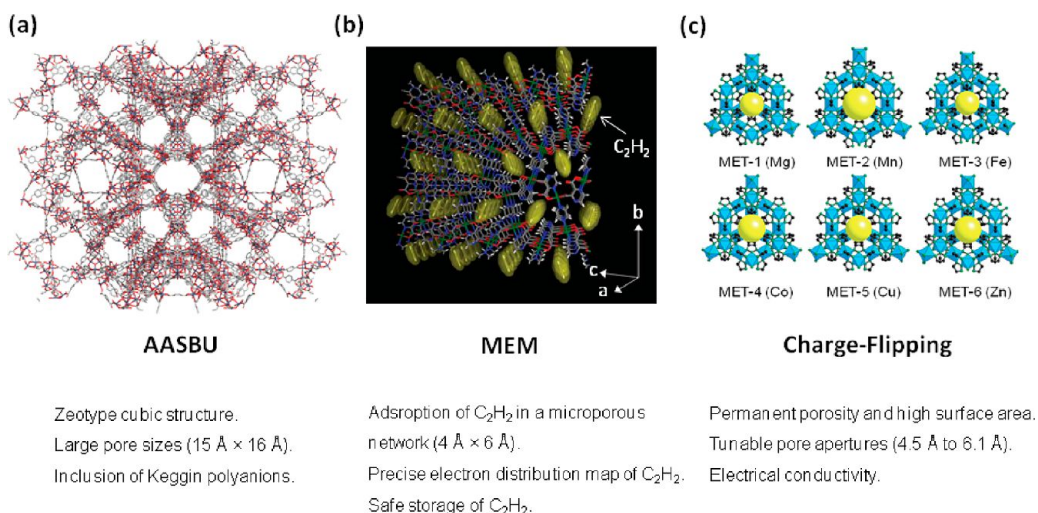 (a)
(b)
(c)
C₂H₂
b
c
a
MET-1 (Mg)
MET-2 (Mn)
MET-3 (Fe)
MET-4 (Co)
MET-5 (Cu)
MET-6 (Zn)
AASBU
MEM
Charge-Flipping
Zeotype cubic structure.
Large pore sizes (15 Å × 16 Å).
Inclusion of Keggin polyanions.
Adsroption of C₂H₂ in a microporous
network (4 Å × 6 Å).
Precise electron distribution map of C₂H₂.
Safe storage of C₂H₂.
Permanent porosity and high surface area.
Tunable pore apertures (4.5 Å to 6.1 Å).
Electrical conductivity.